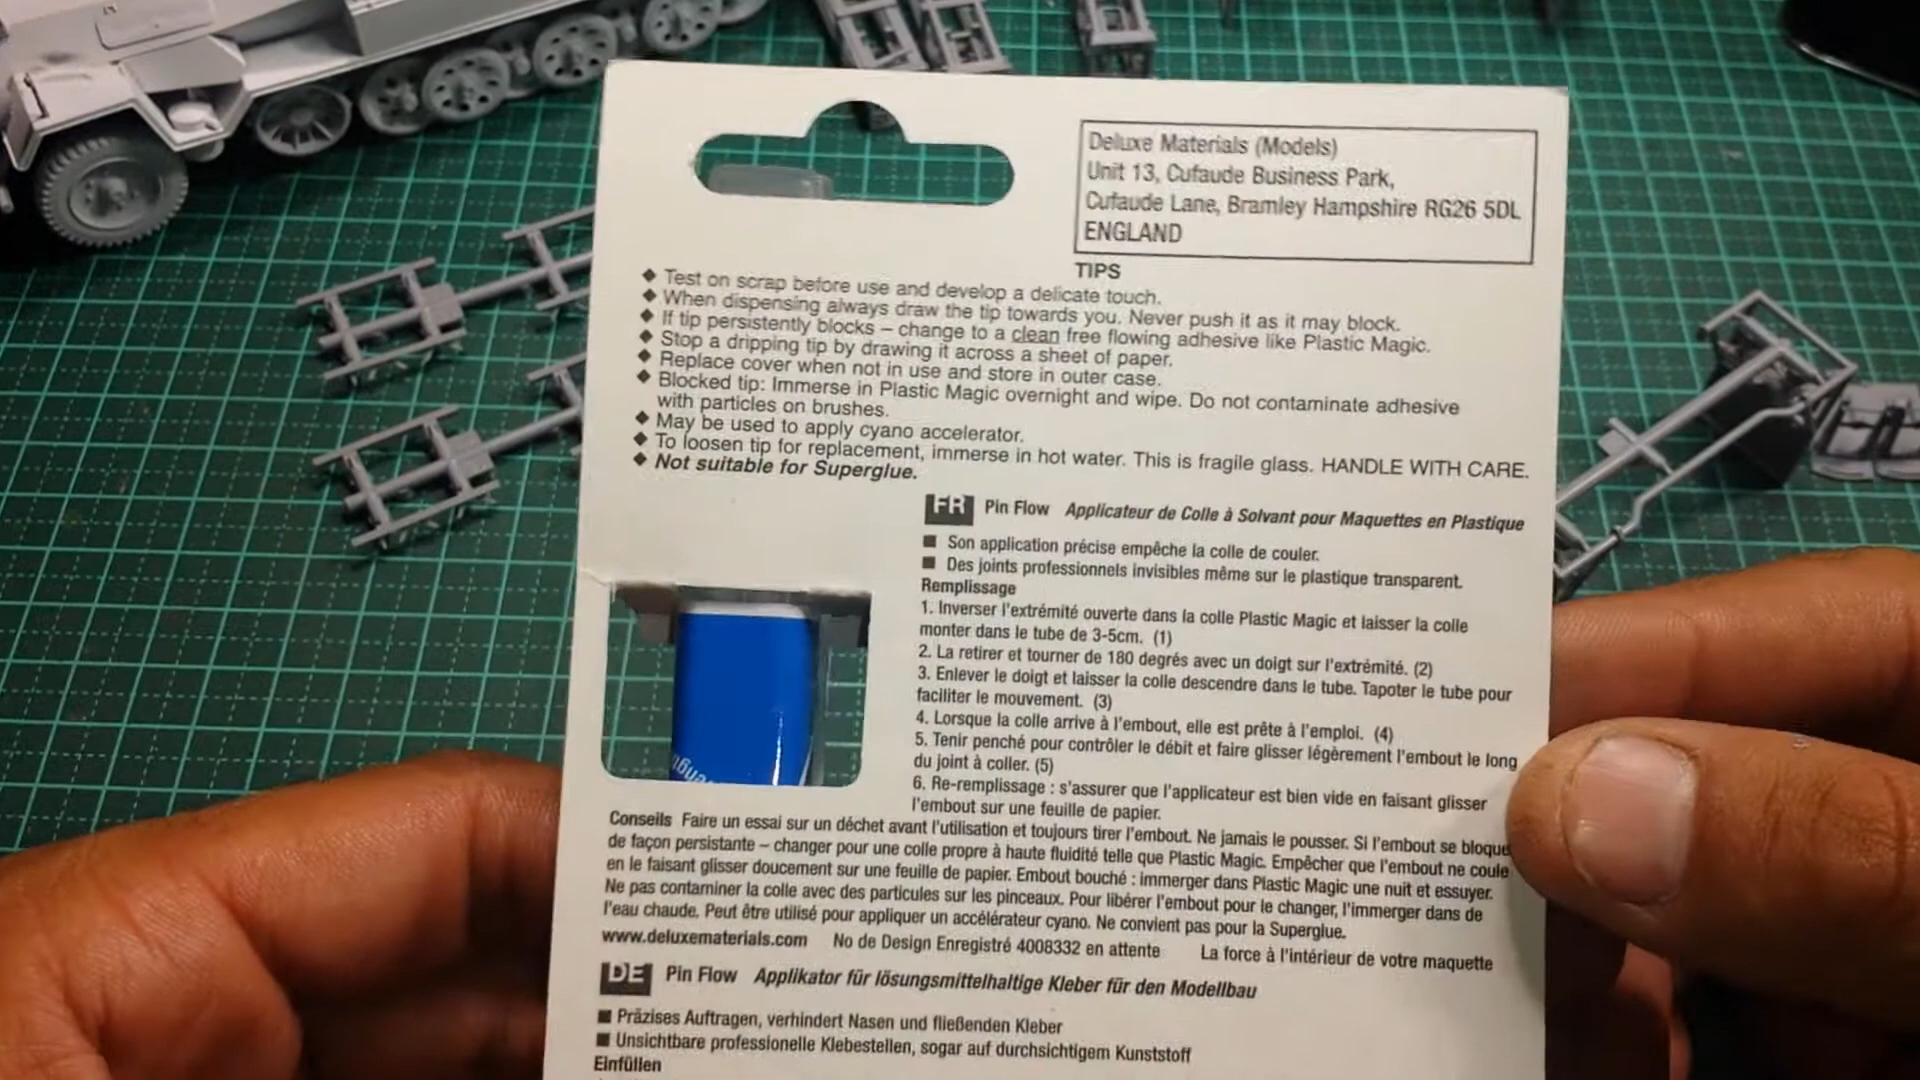 Deluxe Materials (Models)
Unit 13, Cufaude Business Park,
Cufaude Lane, Bramley Hampshire RG26 5DL
ENGLAND
TIPS
◆ Test on scrap before use and develop a delicate touch.
◆ When dispensing always draw the tip towards you. Never push it as it may block.
◆ If tip persistently blocks – change to a clean free flowing adhesive like Plastic Magic.
◆ Stop a dripping tip by drawing it across a sheet of paper.
◆ Replace cover when not in use and store in outer case.
◆ Blocked tip: Immerse in Plastic Magic overnight and wipe. Do not contaminate adhesive
with particles on brushes.
◆ May be used to apply cyano accelerator.
◆ To loosen tip for replacement, immerse in hot water. This is fragile glass. HANDLE WITH CARE.
◆ Not suitable for Superglue.
FR Pin Flow Applicateur de Colle à Solvant pour Maquettes en Plastique
■ Son application précise empêche la colle de couler.
■ Des joints professionnels invisibles même sur le plastique transparent.
Remplissage
1. Inverser l'extrémité ouverte dans la colle Plastic Magic et laisser la colle
monter dans le tube de 3-5cm. (1)
2. La retirer et tourner de 180 degrés avec un doigt sur l'extrémité. (2)
3. Enlever le doigt et laisser la colle descendre dans le tube. Tapoter le tube pour
faciliter le mouvement. (3)
4. Lorsque la colle arrive à l'embout, elle est prête à l'emploi. (4)
5. Tenir penché pour contrôler le débit et faire glisser légèrement l'embout le long
du joint à coller. (5)
6. Re-remplissage : s'assurer que l'applicateur est bien vide en faisant glisser
l'embout sur une feuille de papier.
Conseils Faire un essai sur un déchet avant l'utilisation et toujours tirer l'embout. Ne jamais le pousser. Si l'embout se bloque
de façon persistante – changer pour une colle propre à haute fluidité telle que Plastic Magic. Empêcher que l'embout ne coule
en le faisant glisser doucement sur une feuille de papier. Embout bouché : immerger dans Plastic Magic une nuit et essuyer.
Ne pas contaminer la colle avec des particules sur les pinceaux. Pour libérer l'embout pour le changer, l'immerger dans de
l'eau chaude. Peut être utilisé pour appliquer un accélérateur cyano. Ne convient pas pour la Superglue.
www.deluxematerials.com No de Design Enregistré 4008332 en attente La force à l'intérieur de votre maquette
DE Pin Flow Applikator für lösungsmittelhaltige Kleber für den Modellbau
■ Präzises Auftragen, verhindert Nasen und fließenden Kleber
■ Unsichtbare professionelle Klebestellen, sogar auf durchsichtigem Kunststoff
Einfüllen